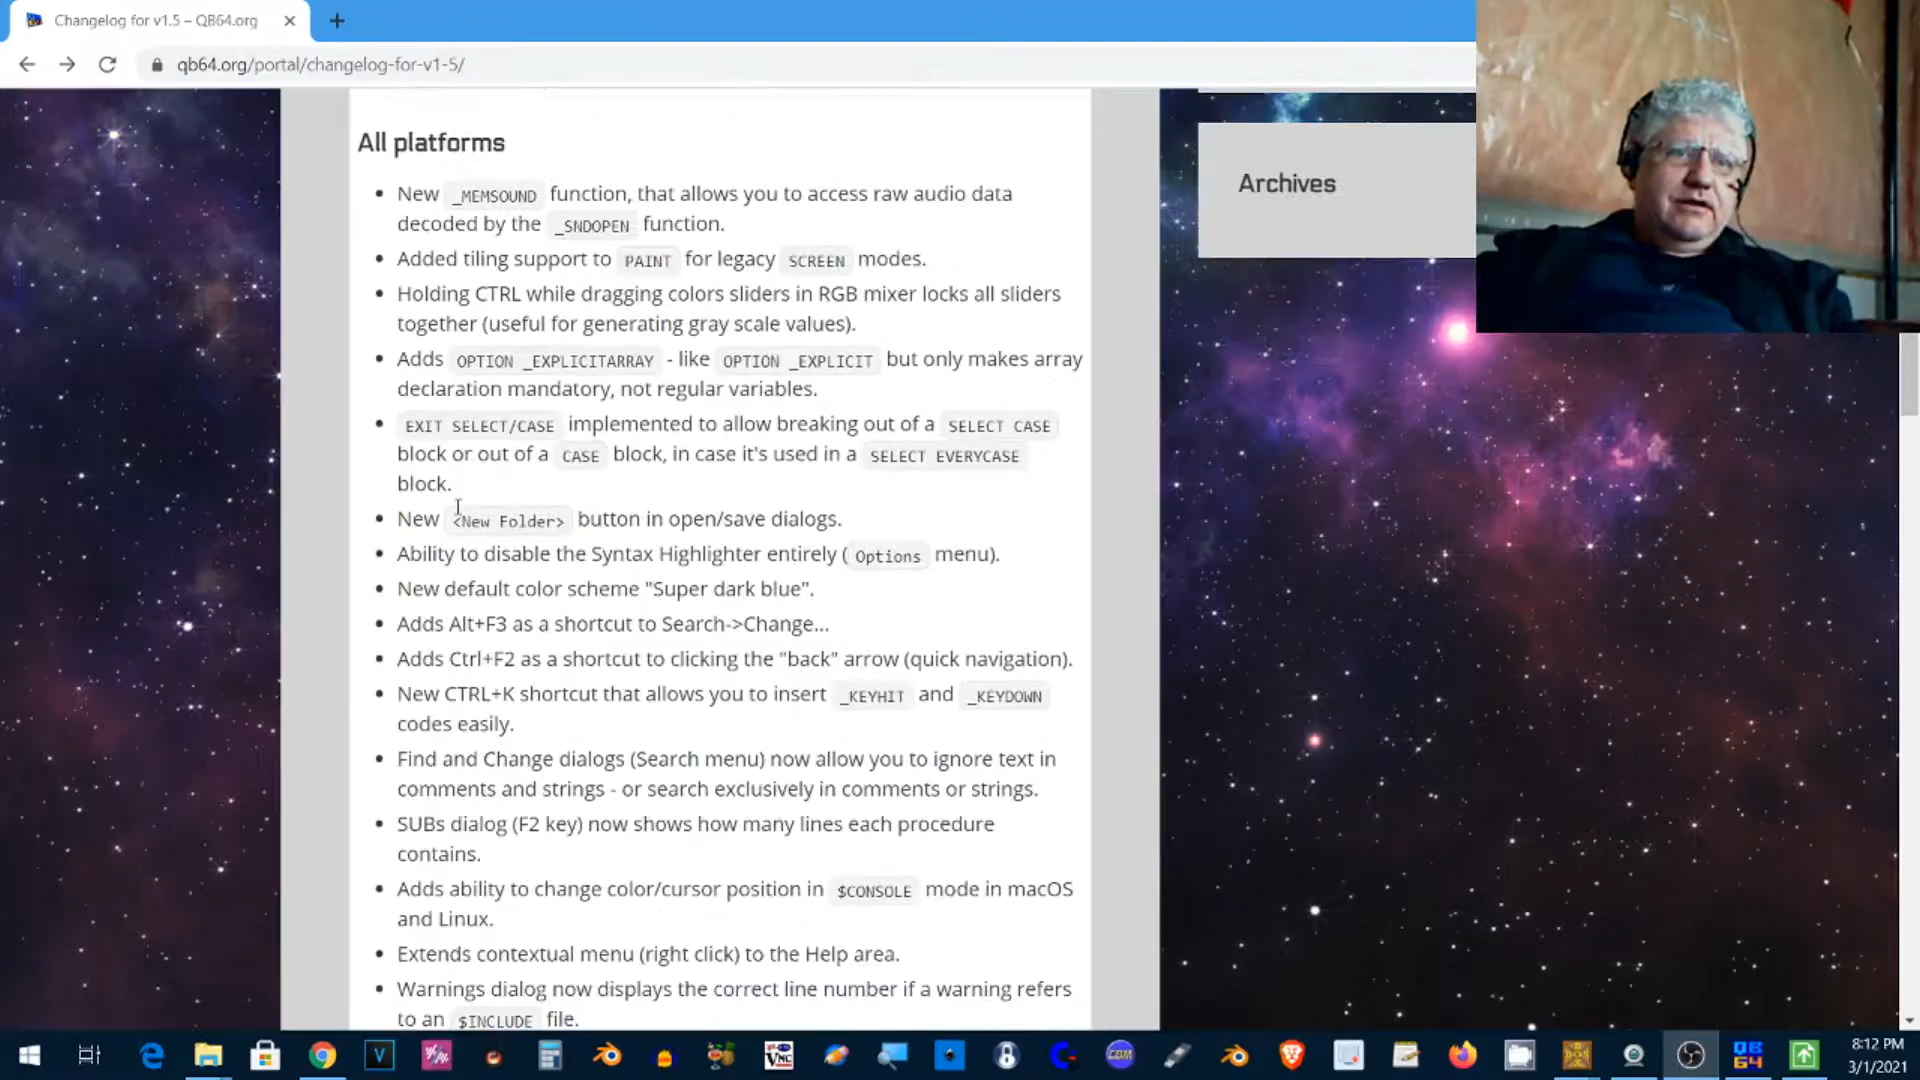 Changelog for v1.5 – QB64.org
qb64.org/portal/changelog-for-v1-5/
All platforms
New _MEMSOUND function, that allows you to access raw audio data
decoded by the _SNDOPEN function.
Added tiling support to PAINT for legacy SCREEN modes.
Holding CTRL while dragging colors sliders in RGB mixer locks all sliders
together (useful for generating gray scale values).
Adds OPTION _EXPLICITARRAY - like OPTION _EXPLICIT but only makes array
declaration mandatory, not regular variables.
EXIT SELECT/CASE implemented to allow breaking out of a SELECT CASE
block or out of a CASE block, in case it's used in a SELECT EVERYCASE
block.
New <New Folder> button in open/save dialogs.
Ability to disable the Syntax Highlighter entirely ( Options menu).
New default color scheme "Super dark blue".
Adds Alt+F3 as a shortcut to Search->Change...
Adds Ctrl+F2 as a shortcut to clicking the "back" arrow (quick navigation).
New CTRL+K shortcut that allows you to insert _KEYHIT and _KEYDOWN
codes easily.
Find and Change dialogs (Search menu) now allow you to ignore text in
comments and strings - or search exclusively in comments or strings.
SUBs dialog (F2 key) now shows how many lines each procedure
contains.
Adds ability to change color/cursor position in $CONSOLE mode in macOS
and Linux.
Extends contextual menu (right click) to the Help area.
Warnings dialog now displays the correct line number if a warning refers
to an $INCLUDE file.
Archives
V
VNC
COM
QB
64
8:12 PM
3/1/2021